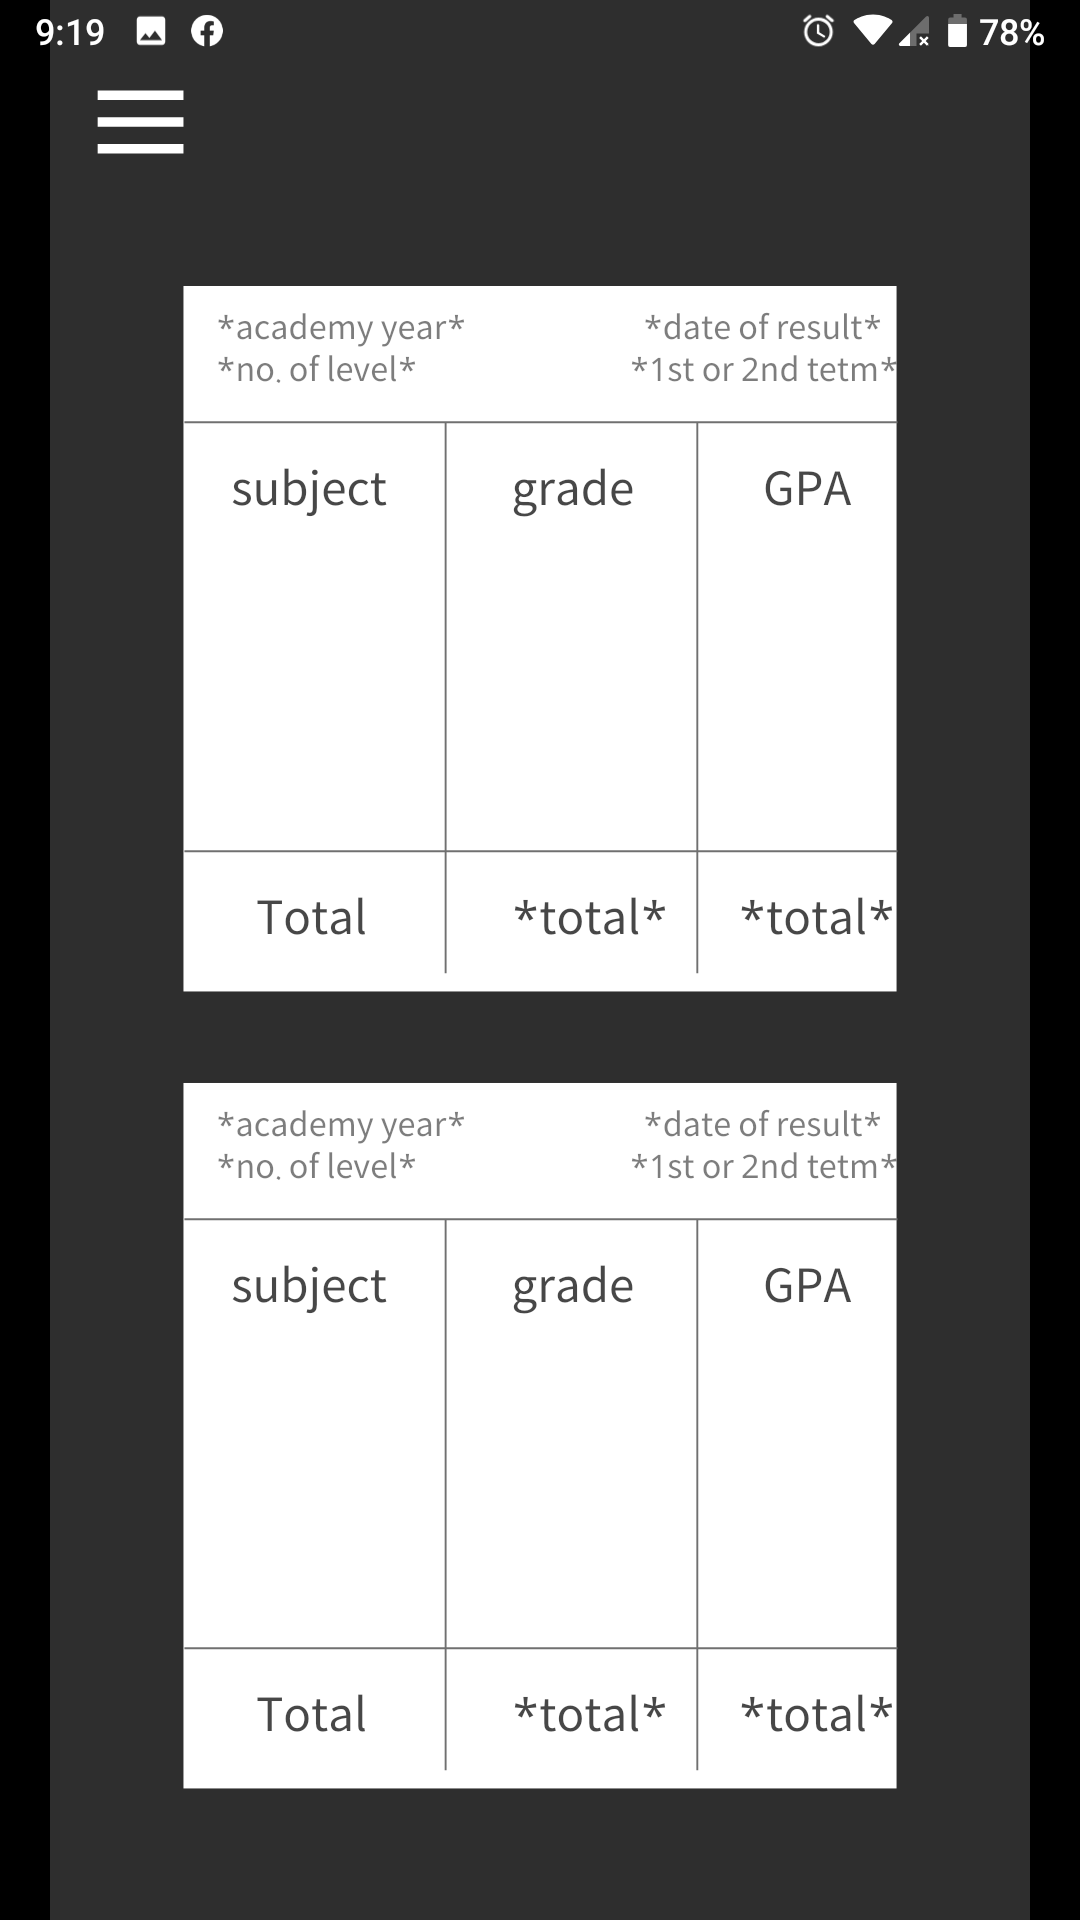 9:19 78%
*academy year* *date of result*
*no. of level* *1st or 2nd tetm*
subject grade GPA
Total *total* *total*
*academy year* *date of result*
*no. of level* *1st or 2nd tetm*
subject grade GPA
Total *total* *total*